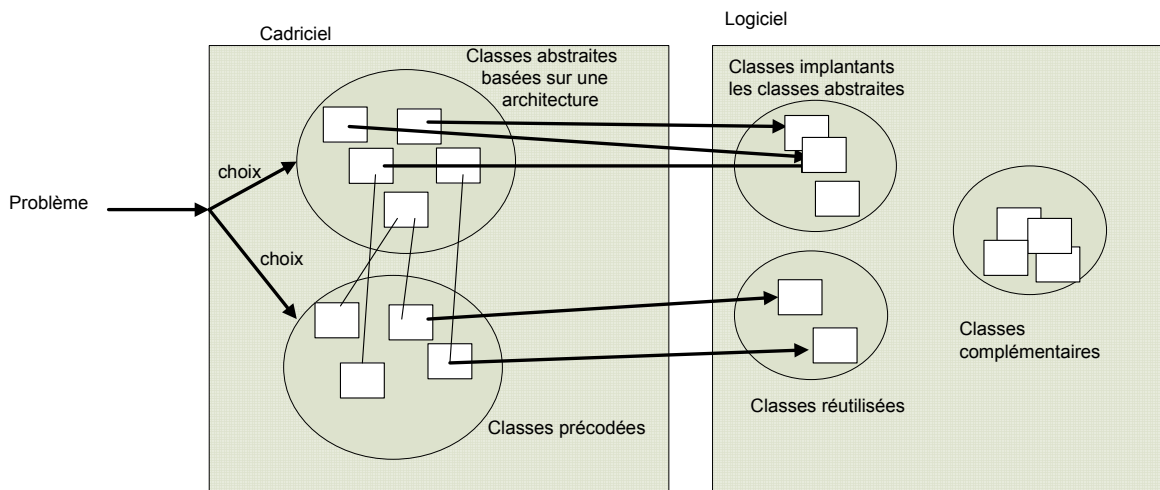 Cadriciel
Logiciel
Classes abstraites
basées sur une
architecture
Classes implantants
les classes abstraites
choix
Problème
choix
Classes
complémentaires
Classes réutilisées
Classes précodées